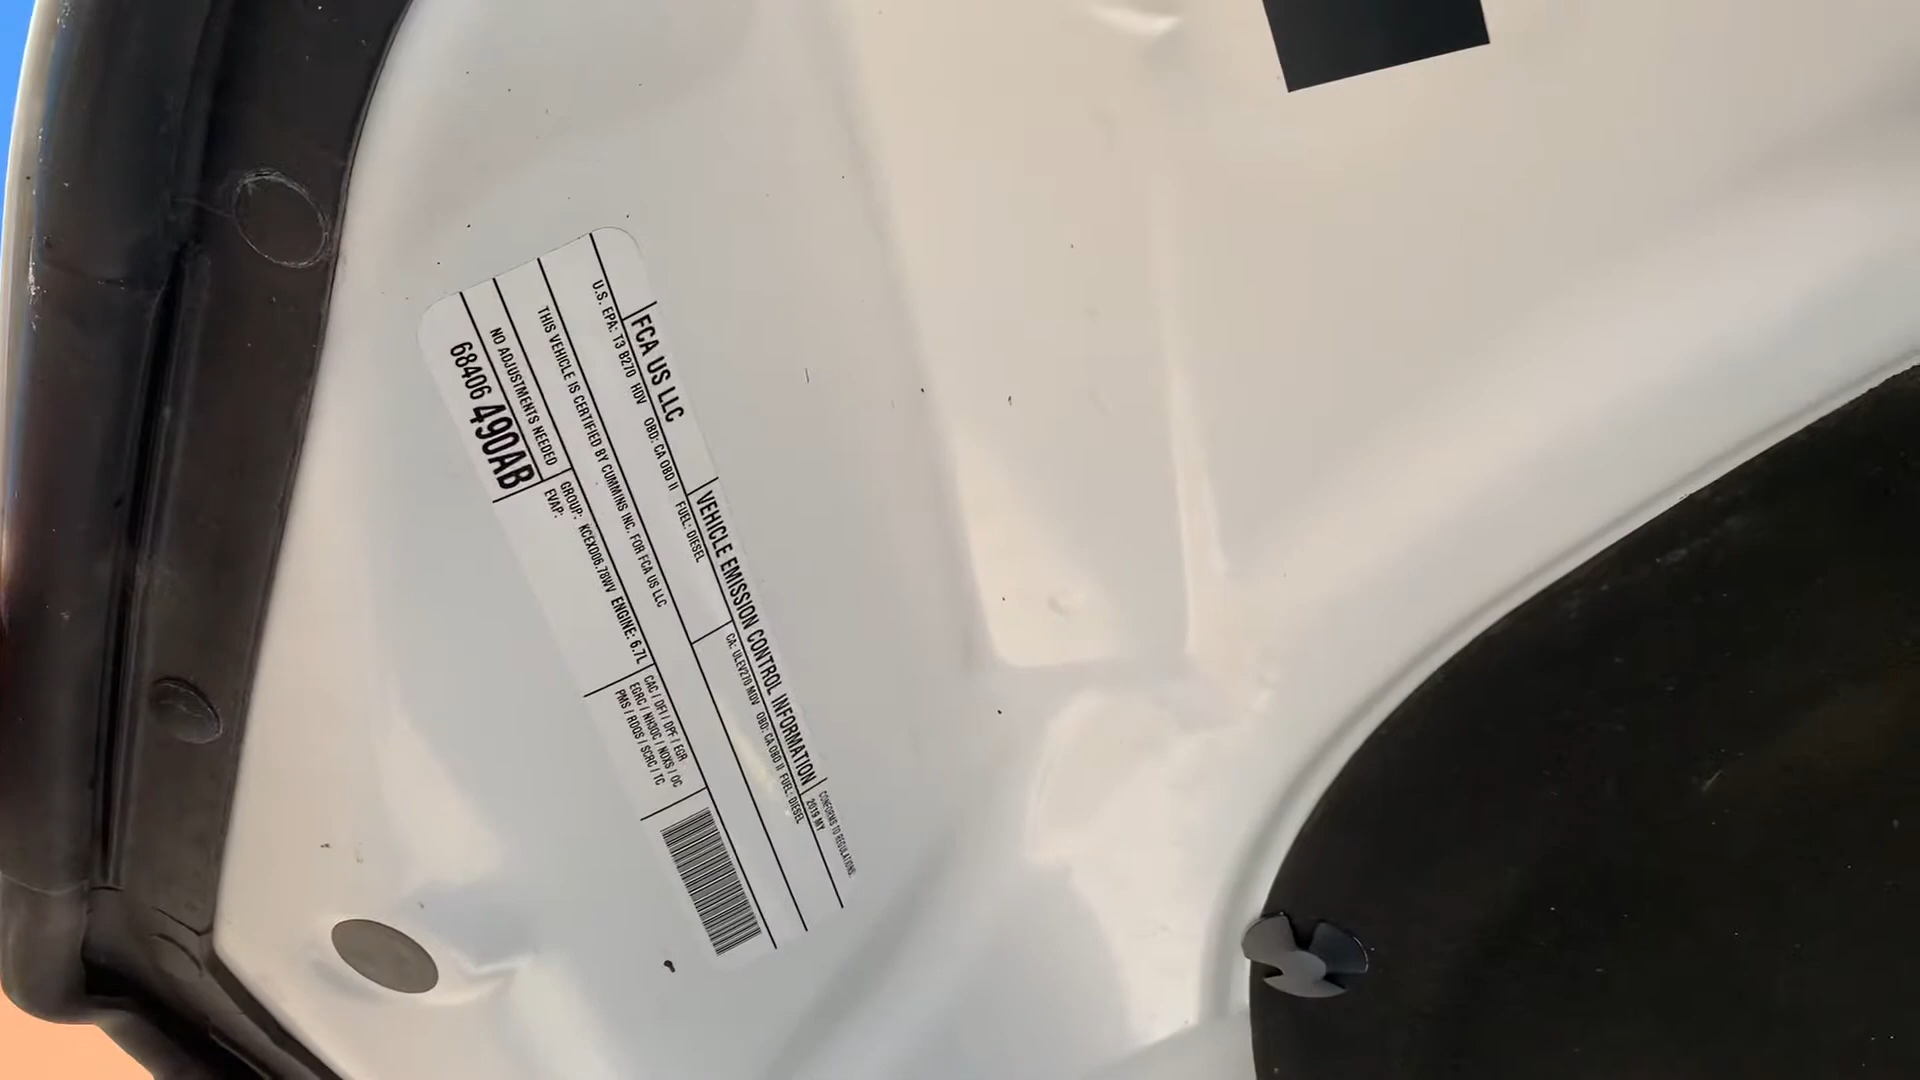 FCA US LLC
VEHICLE EMISSION CONTROL INFORMATION
CONFORMS TO REGULATIONS:
2019 MY
U.S. EPA: T3 B270 HDV OBD: CA OBD II FUEL: DIESEL
CA: ULEV270 MDV OBD: CA OBD II FUEL: DIESEL
THIS VEHICLE IS CERTIFIED BY CUMMINS INC. FOR FCA US LLC
NO ADJUSTMENTS NEEDED
GROUP: KCEXD06.78WV ENGINE: 6.7L
EVAP:
CAC / DFI / DPF / EGR
EGRC / NH3OC / NOXS / OC
PMS / RDQS / SCRC / TC
68406 490AB